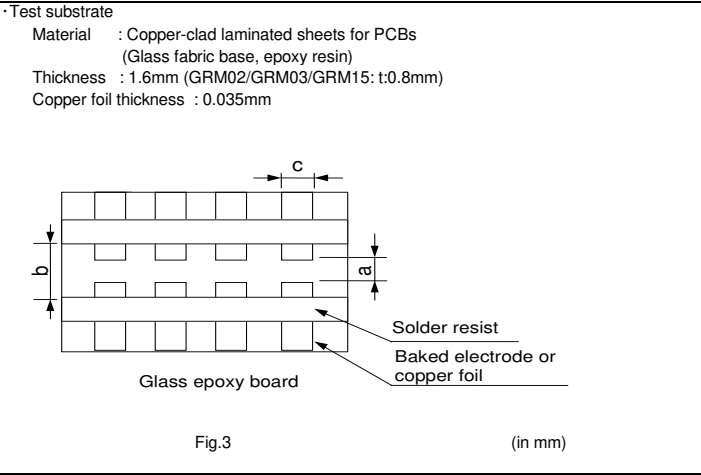 ･Test substrate
Material : Copper-clad laminated sheets for PCBs
(Glass fabric base, epoxy resin)
Thickness : 1.6mm (GRM02/GRM03/GRM15: t:0.8mm)
Copper foil thickness : 0.035mm
c
b
a
Solder resist
Baked electrode or
copper foil
Glass epoxy board
Fig.3 (in mm)